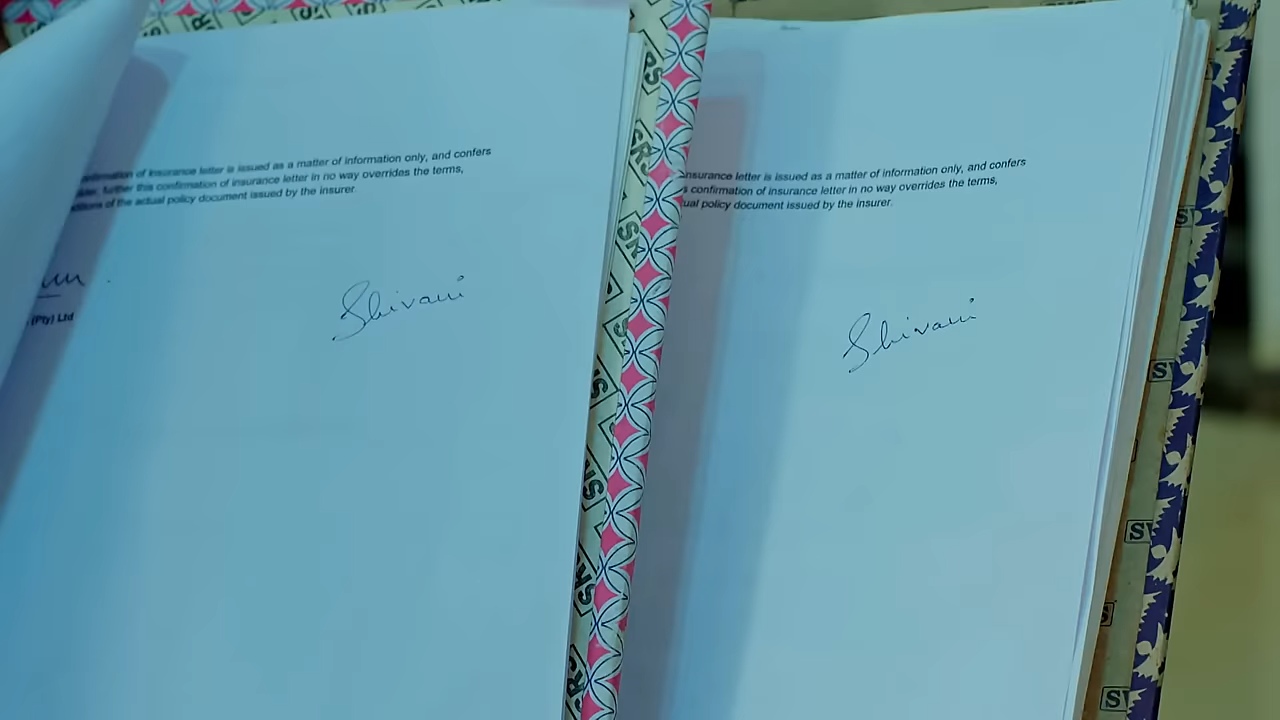 of insurance letter is issued as a matter of information only, and confers
further this confirmation of insurance letter in no way overrides the terms,
of the actual policy document issued by the insurer.
(Pty) Ltd
Shivani
insurance letter is issued as a matter of information only, and confers
confirmation of insurance letter in no way overrides the terms,
policy document issued by the insurer.
Shivani